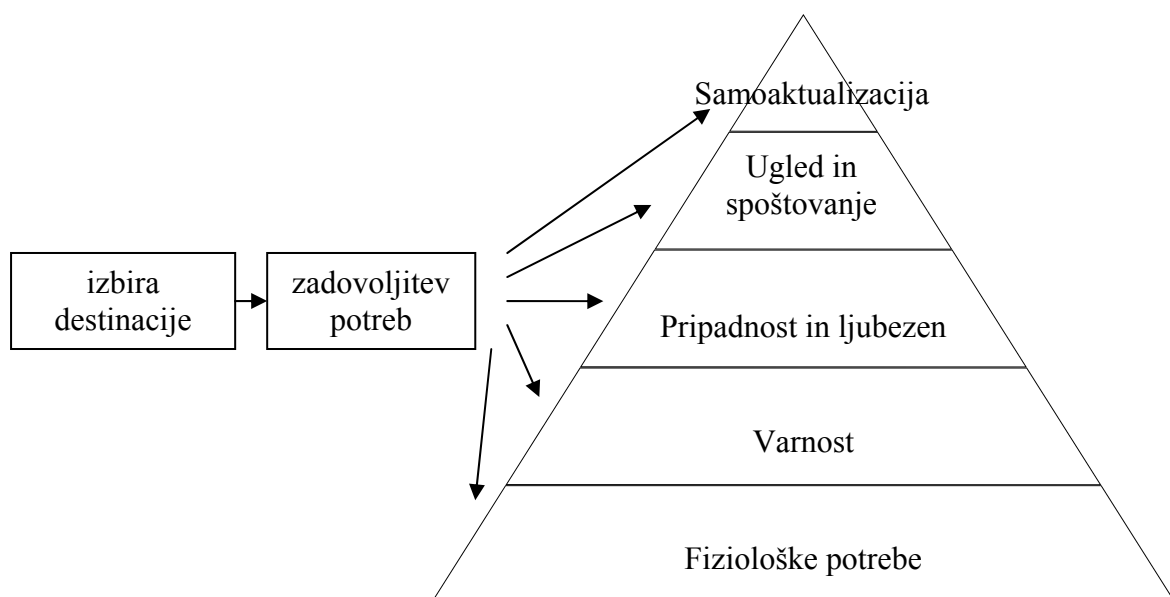 izbira
destinacije
zadovoljitev
potreb
Samoaktualizacija
Ugled in
spoštovanje
Pripadnost in ljubezen
Varnost
Fiziološke potrebe